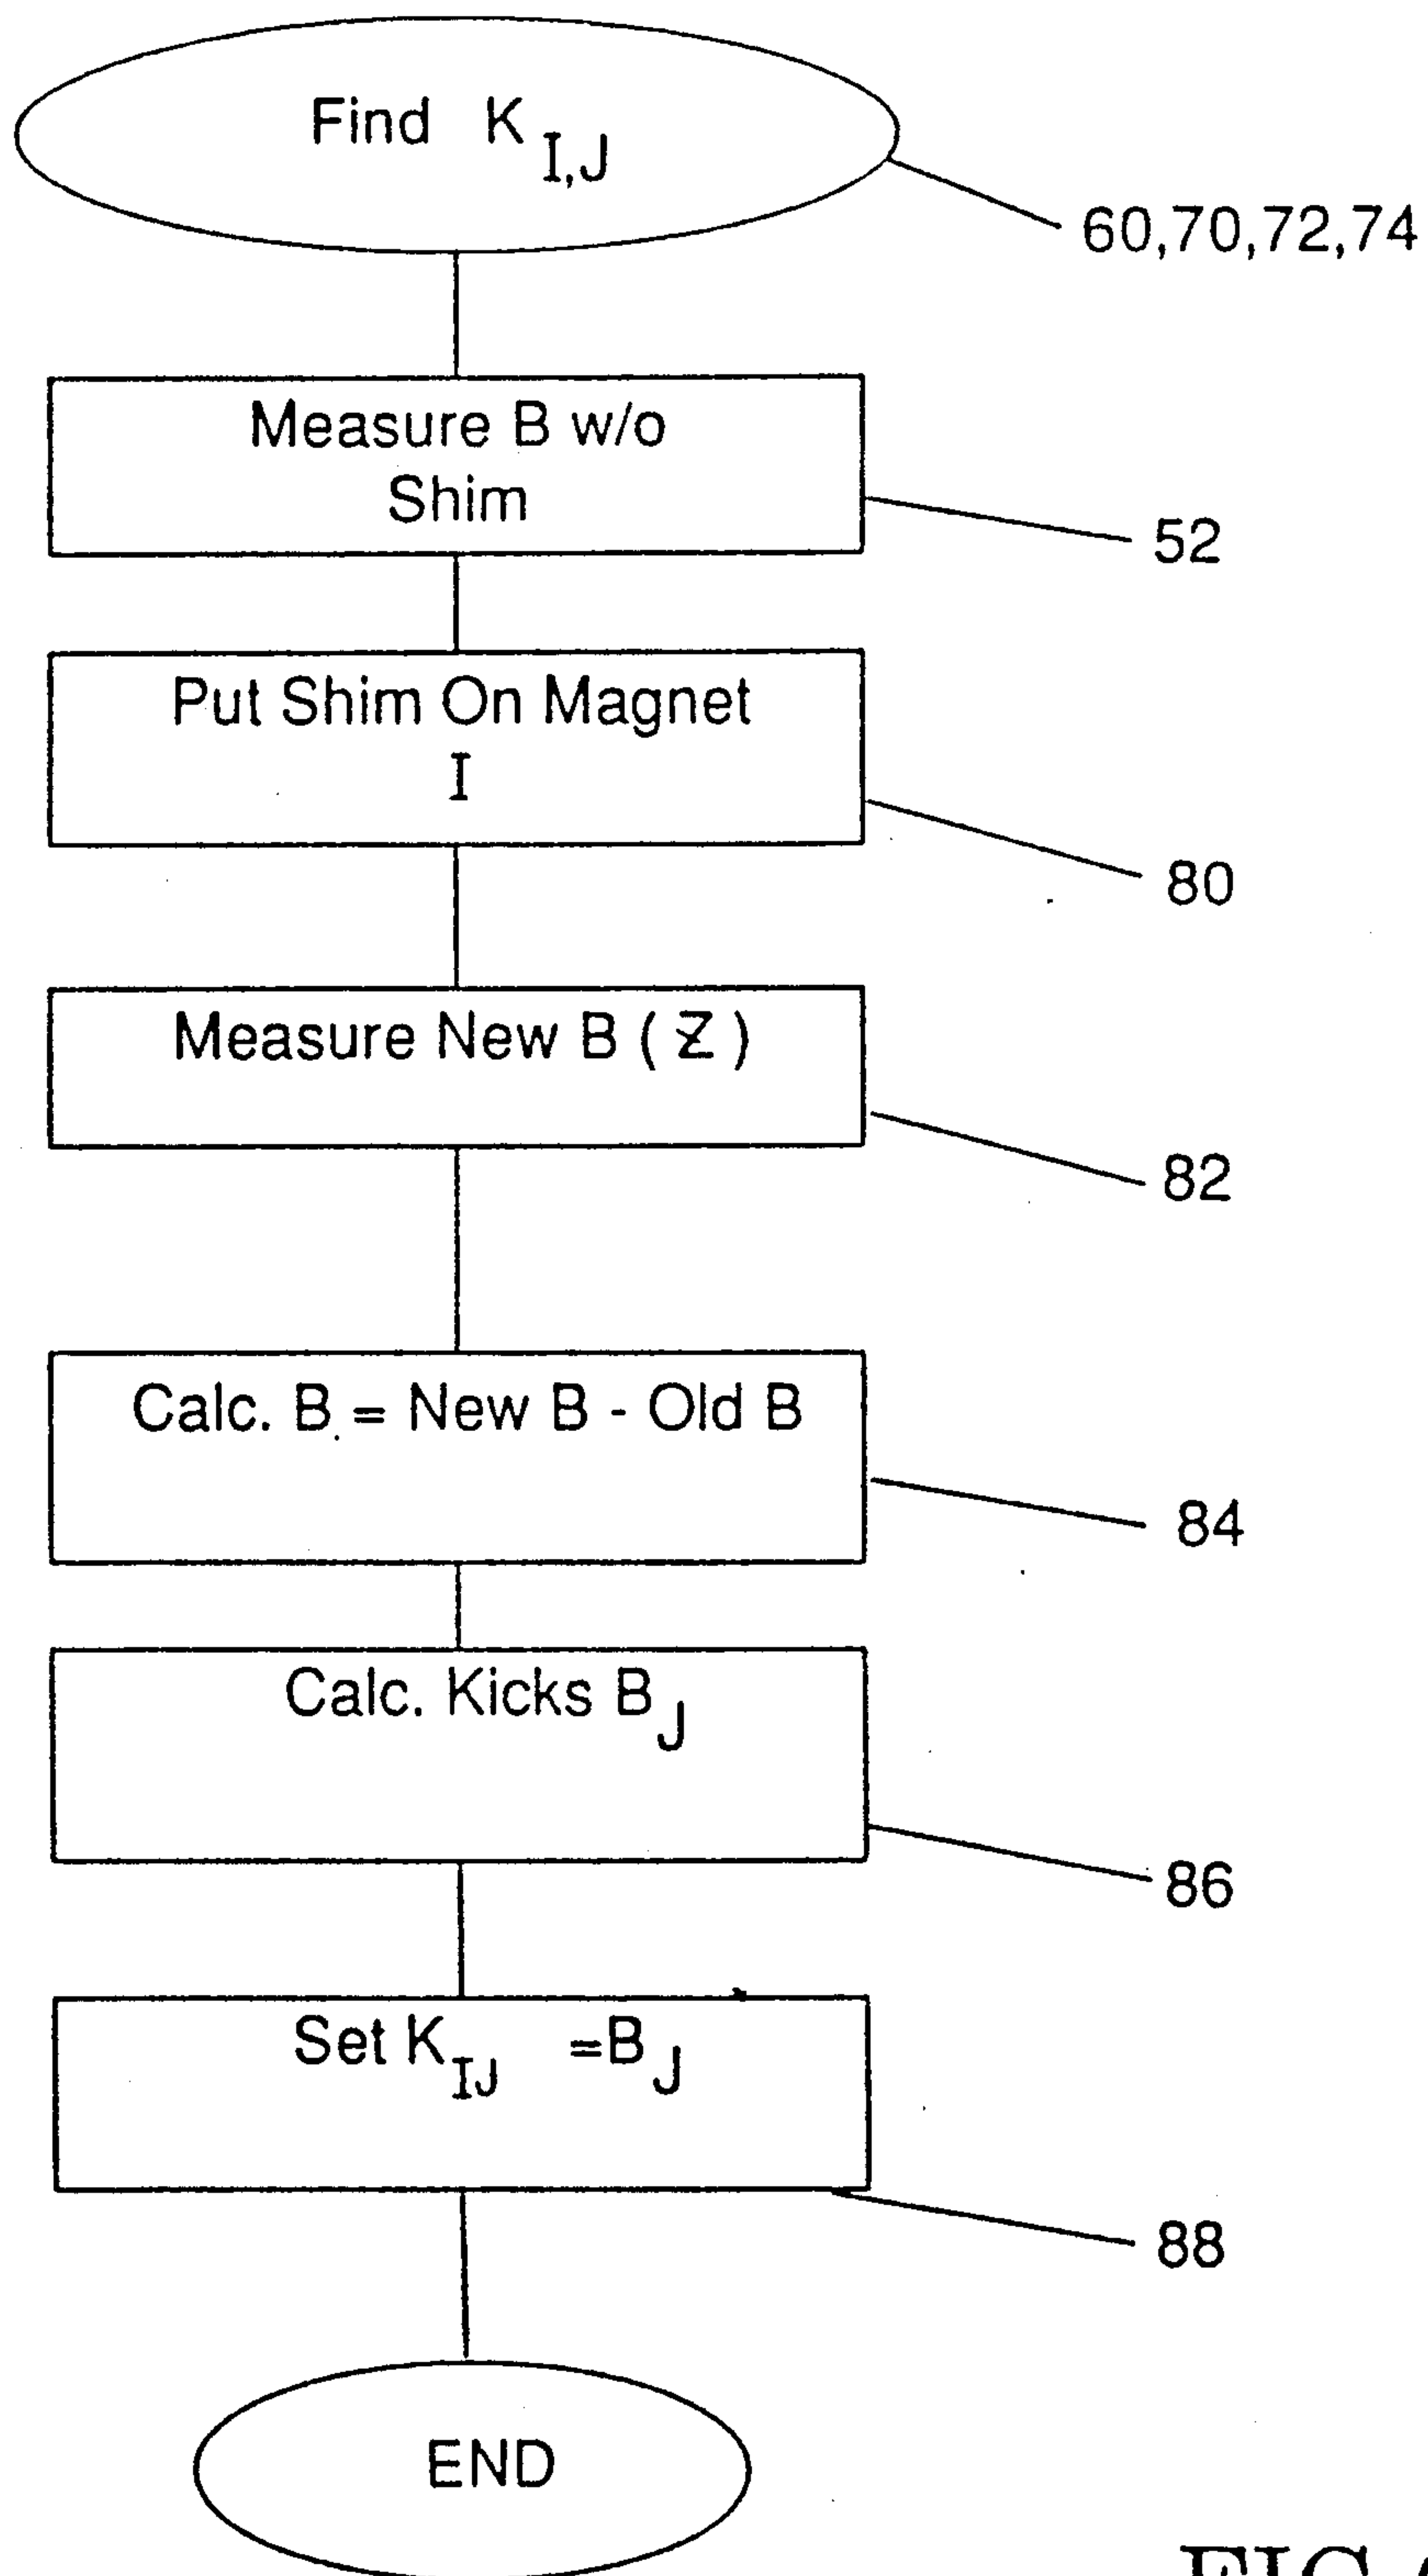 Find K I,J
60,70,72,74
Measure B w/o
Shim
52
Put Shim On Magnet
I
80
Measure New B ( Z )
82
Calc. B = New B - Old B
84
Calc. Kicks B J
86
Set K IJ =B J
88
END